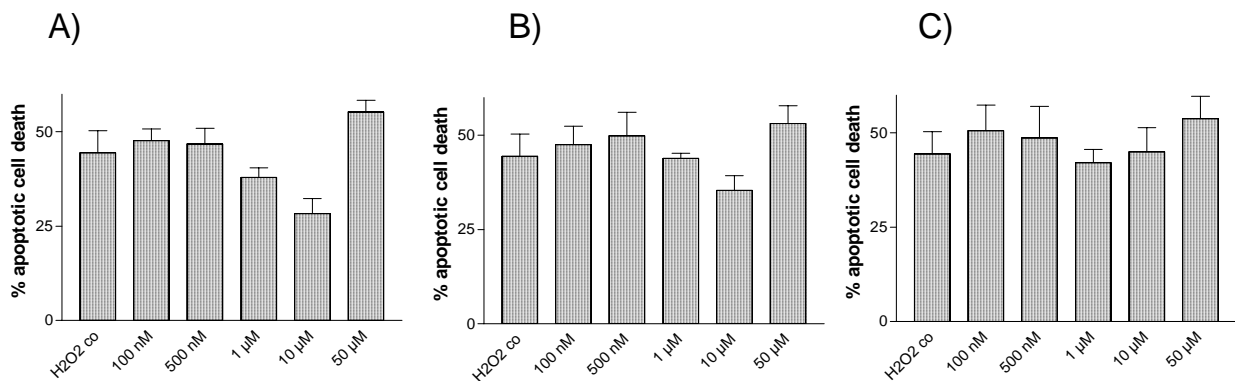 A)
% apoptotic cell death
50
25
0
H2O2 co
100 nM
500 nM
1 µM
10 µM
50 µM
B)
% apoptotic cell death
50
25
0
H2O2 co
100 nM
500 nM
1 µM
10 µM
50 µM
C)
% apoptotic cell death
50
25
0
H2O2 co
100 nM
500 nM
1 µM
10 µM
50 µM